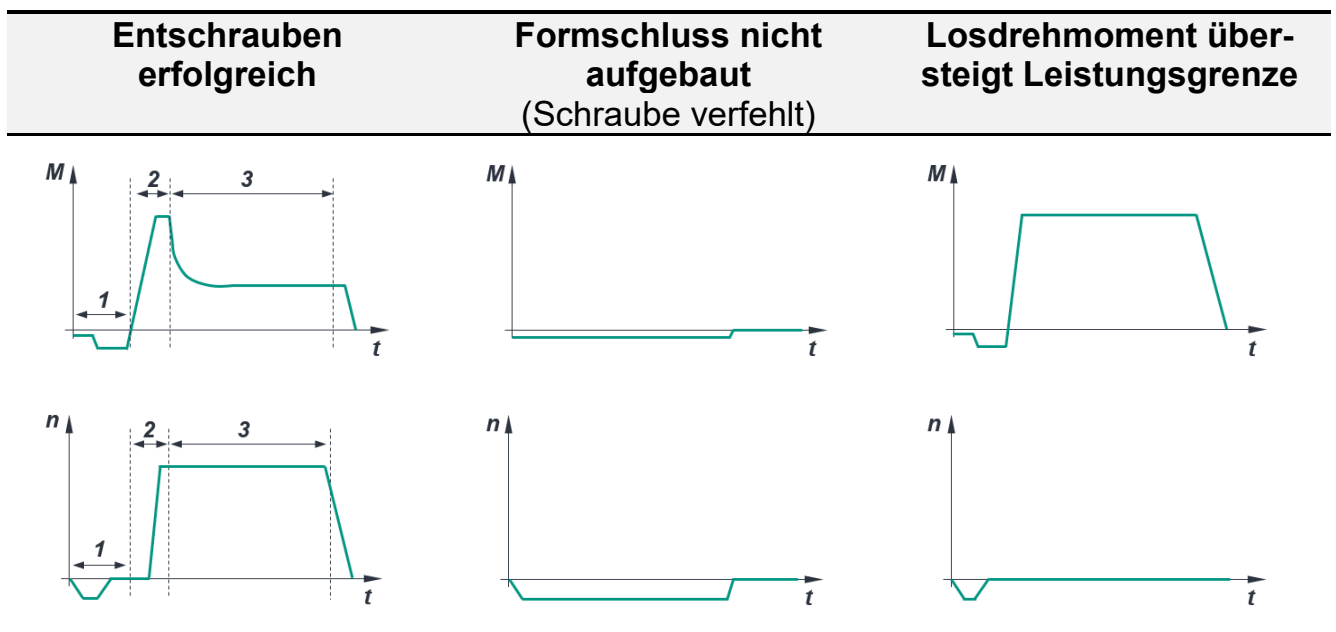 Entschrauben
erfolgreich
Formschluss nicht
aufgebaut
(Schraube verfehlt)
Losdrehmoment über-
steigt Leistungsgrenze
M
2
3
1
t
M
t
M
t
n
2
3
1
t
n
t
n
t